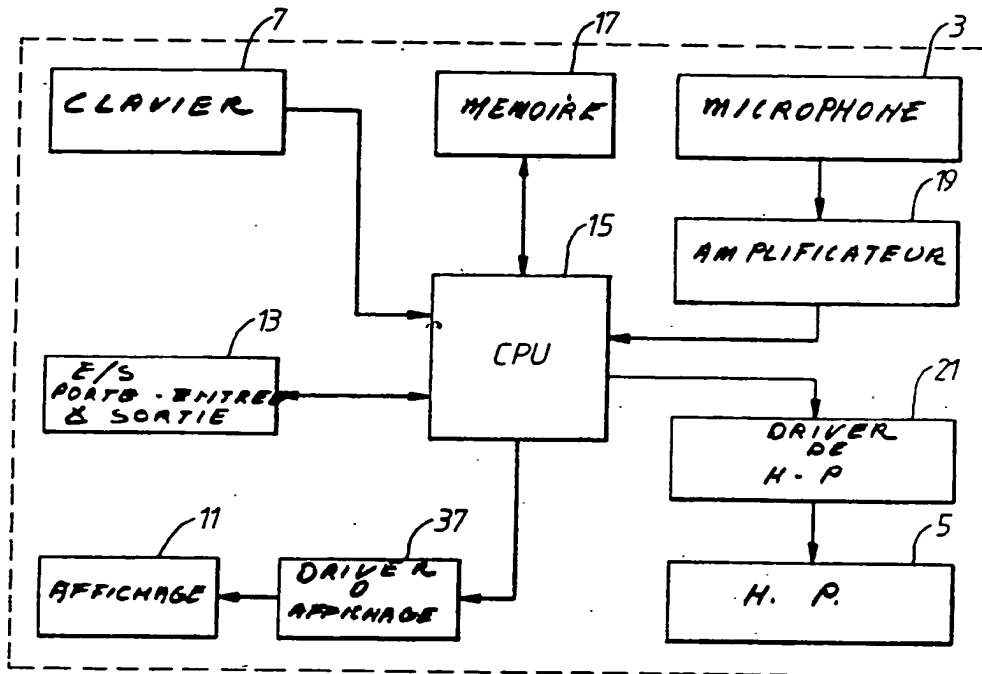 7
17
3
CLAVIER
MEMOIRE
MICROPHONE
19
15
AMPLIFICATEUR
13
CPU
E/S
PORTE-ENTREE
& SORTIE
21
DRIVER
DE
H-P
11
37
5
AFFICHAGE
DRIVER
D
AFFICHAGE
H. P.